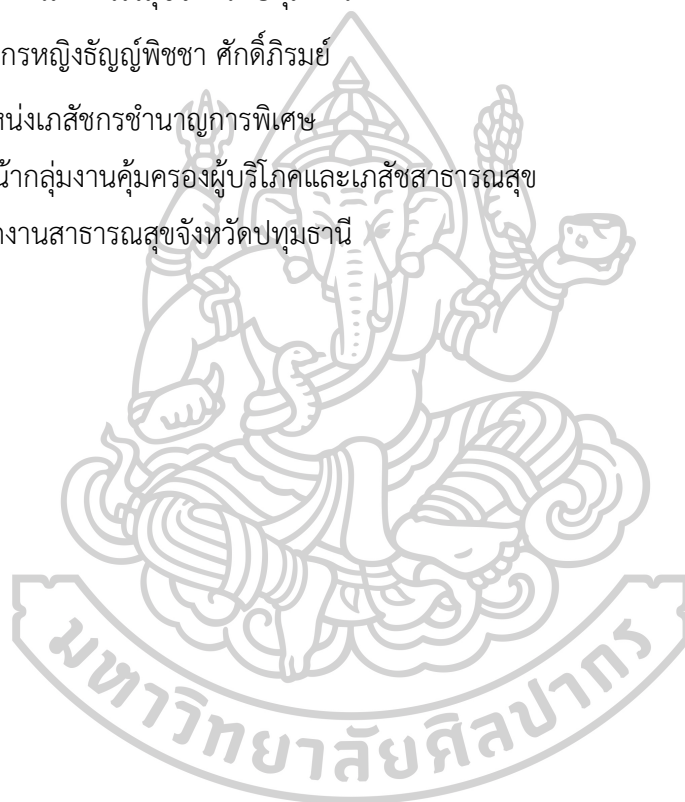 กรหญิงธัญญ์พิชชา ศักดิ์ภิรมย์
หน่งเภสัชกรชำนาญการพิเศษ
น้ากลุ่มงานคุ้มครองผู้บริโภคและเภสัชสาธารณสุข
างานสาธารณสุขจังหวัดปทุมธานี
มหาวิทยาลัยศิลปากร